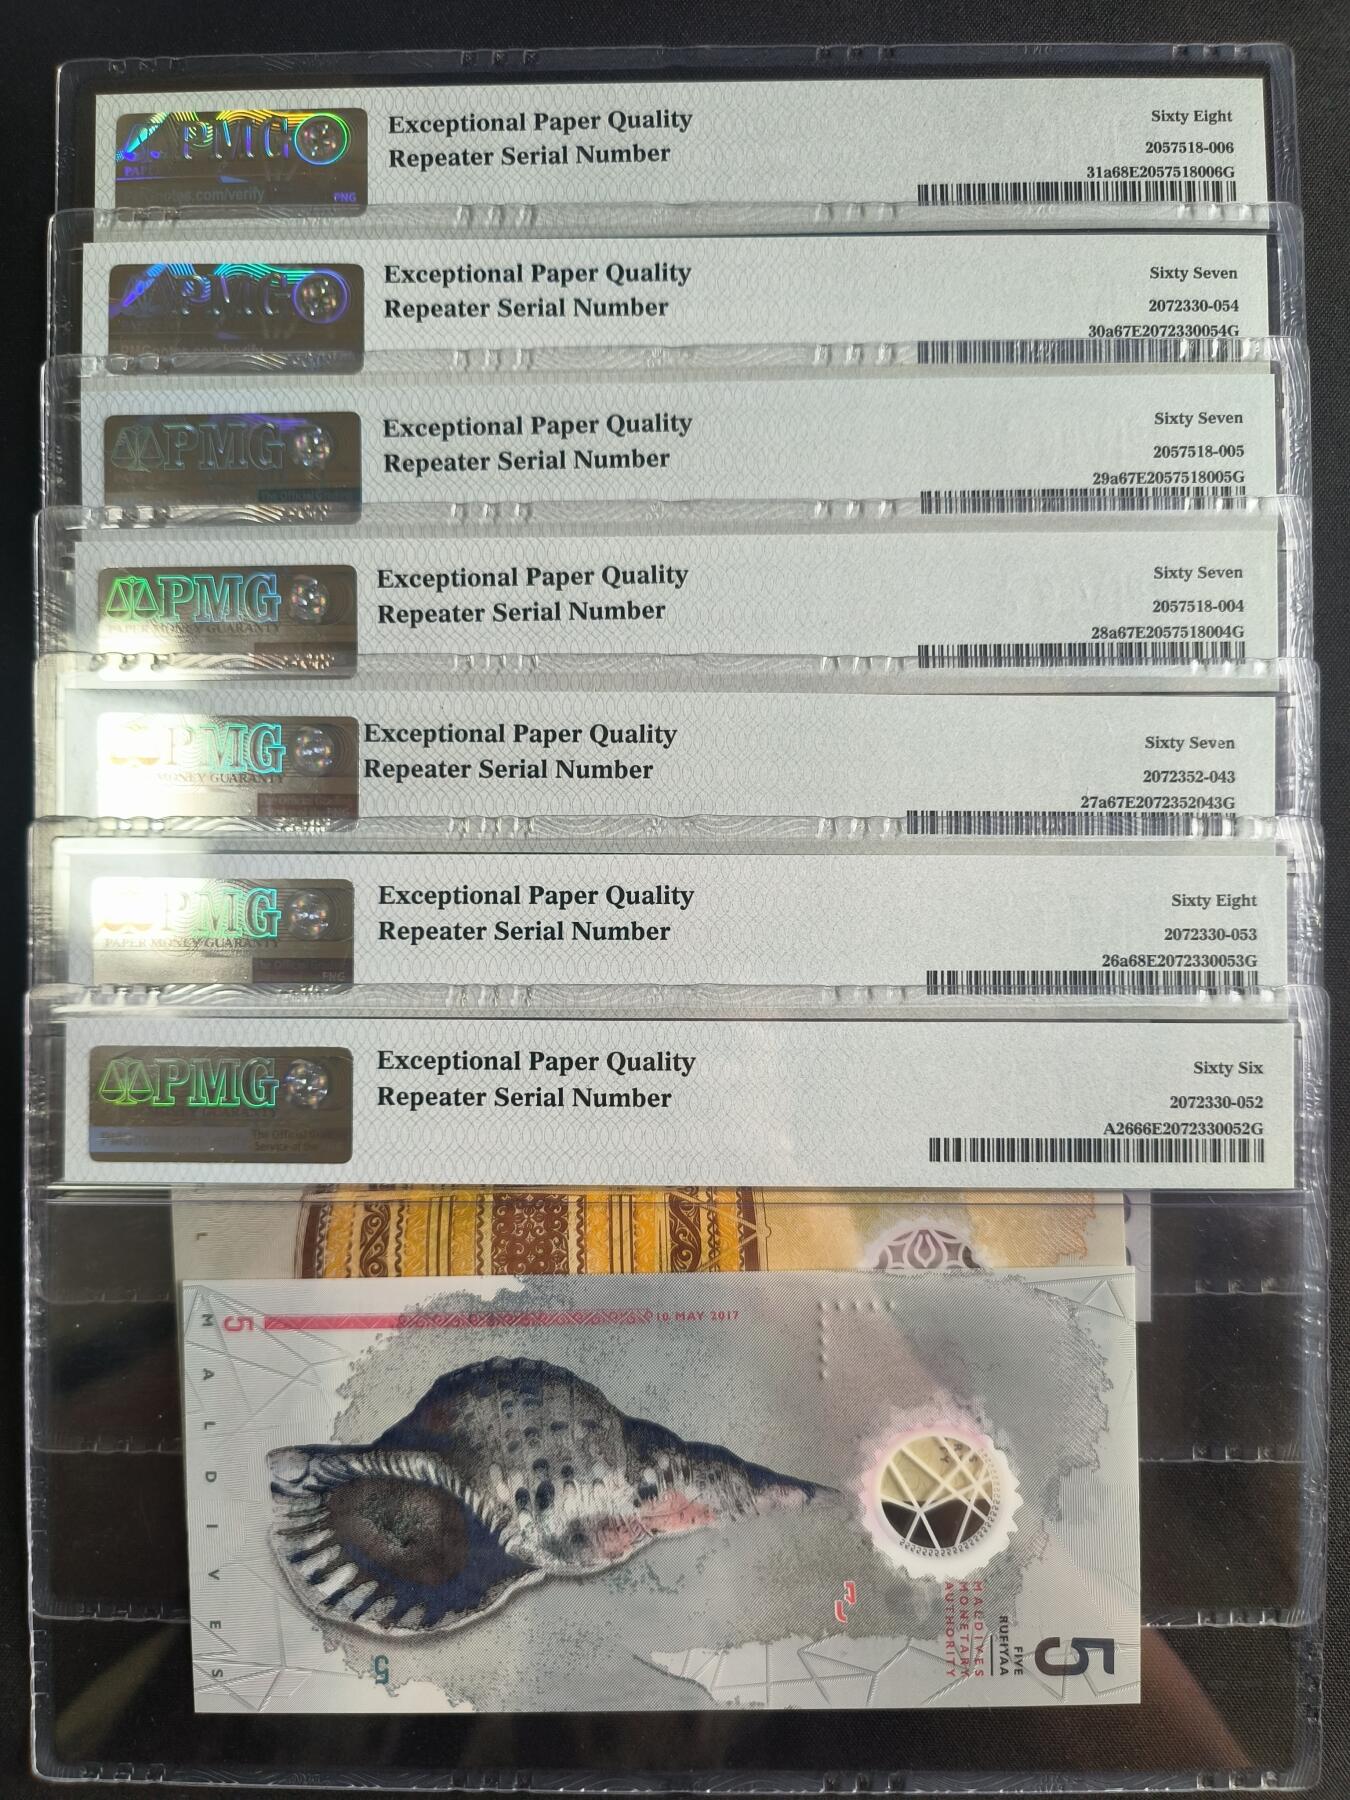 PMG
PNG
Exceptional Paper Quality
Repeater Serial Number
Sixty Eight
2057518-006
31a68E2057518006G
PMG
Exceptional Paper Quality
Repeater Serial Number
Sixty Seven
2072330-054
30a67E2072330054G
PMG
Exceptional Paper Quality
Repeater Serial Number
Sixty Seven
2057518-005
29a67E2057518005G
PMG
PAPER MONEY GUARANTY
Exceptional Paper Quality
Repeater Serial Number
Sixty Seven
2057518-004
28a67E2057518004G
PMG
MONEY GUARANTY
Exceptional Paper Quality
Repeater Serial Number
Sixty Seven
2072352-043
27a67E2072352043G
PMG
PAPER MONEY GUARANTY
PNG
Exceptional Paper Quality
Repeater Serial Number
Sixty Eight
2072330-053
26a68E2072330053G
PMG
Exceptional Paper Quality
Repeater Serial Number
Sixty Six
2072330-052
A2666E2072330052G
5
10 MAY 2017
MALDIVES
5
FIVE
RUFIYAA
MALDIVES
MONETARY
AUTHORITY
5